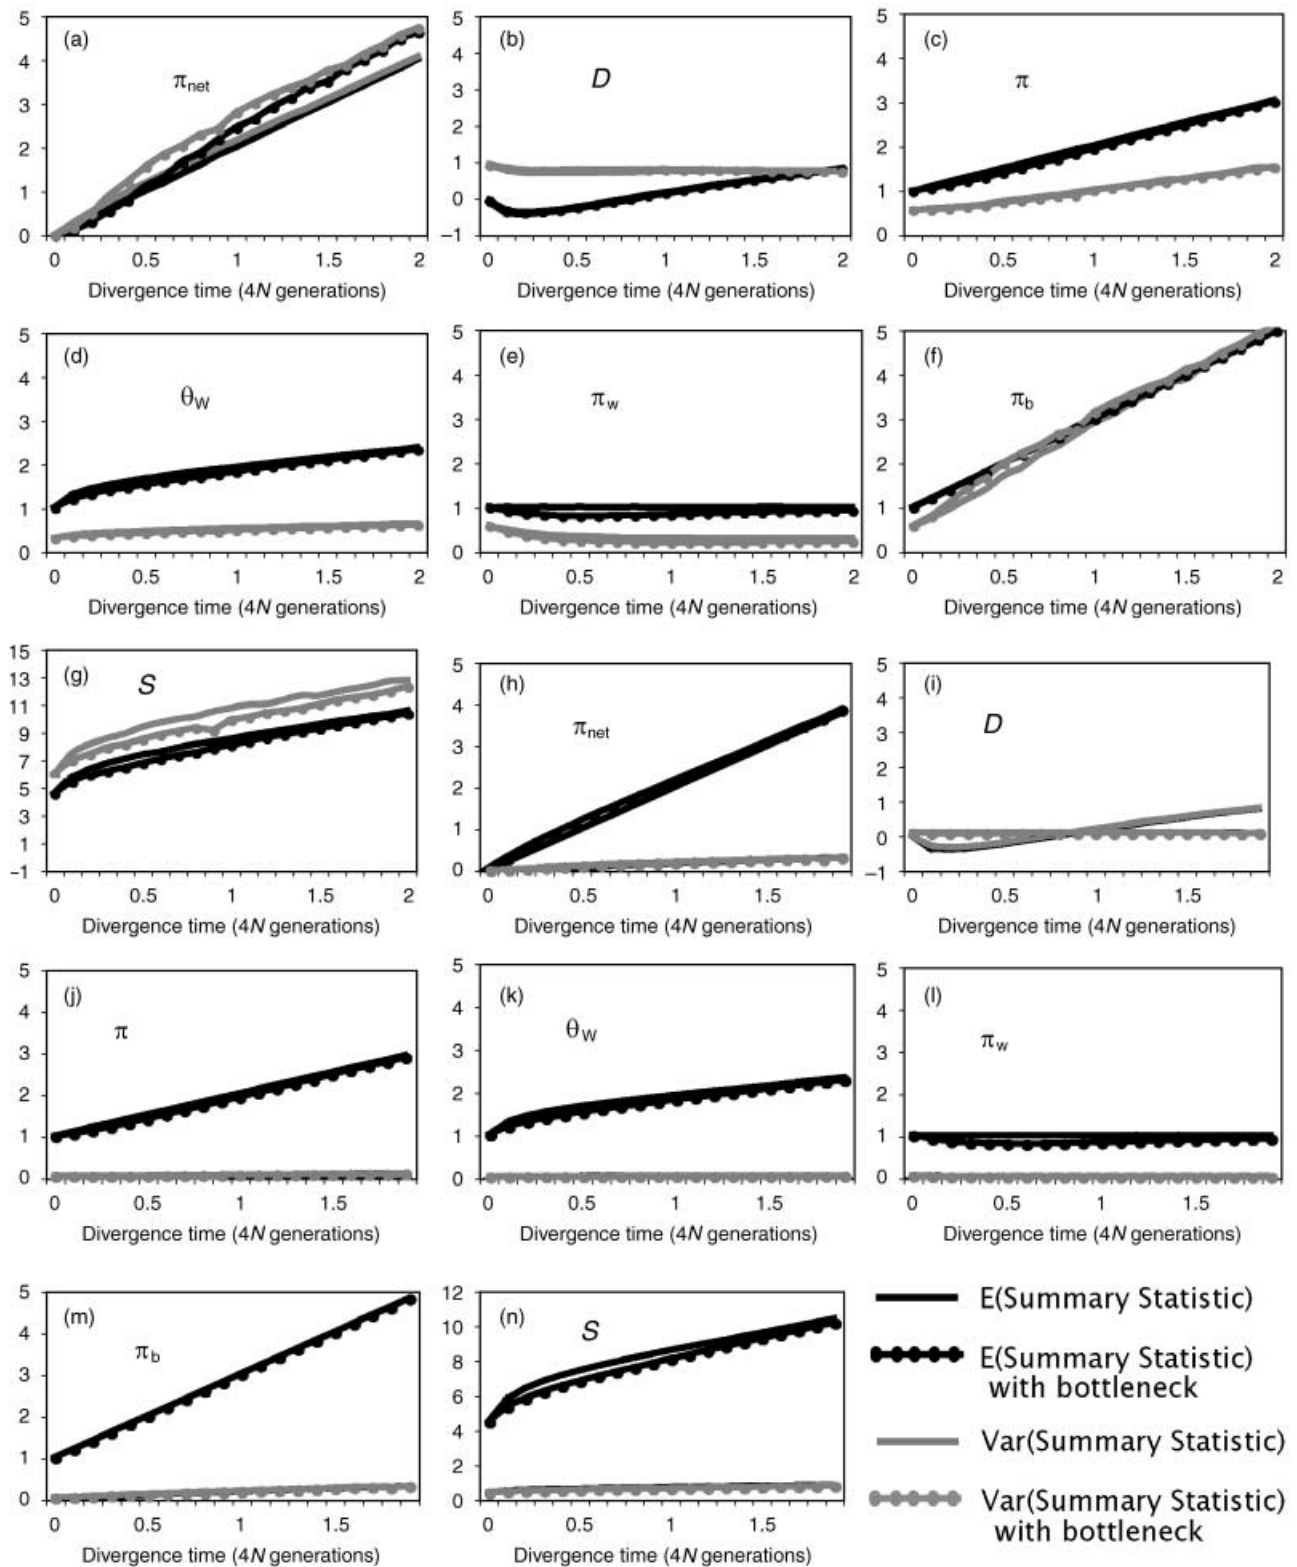 (a)
π net
5
4
3
2
1
0
0 0.5 1 1.5 2
Divergence time (4N generations)
(b)
D
5
4
3
2
1
0
–1
0 0.5 1 1.5 2
Divergence time (4N generations)
(c)
π
5
4
3
2
1
0
0 0.5 1 1.5 2
Divergence time (4N generations)
(d)
θW
5
4
3
2
1
0
0 0.5 1 1.5 2
Divergence time (4N generations)
(e)
πw
5
4
3
2
1
0
0 0.5 1 1.5 2
Divergence time (4N generations)
(f)
πb
5
4
3
2
1
0
0 0.5 1 1.5 2
Divergence time (4N generations)
(g)
S
15
13
11
9
7
5
3
1
–1
0 0.5 1 1.5 2
Divergence time (4N generations)
(h)
πnet
5
4
3
2
1
0
0 0.5 1 1.5
Divergence time (4N generations)
(i)
D
5
4
3
2
1
0
–1
0 0.5 1 1.5
Divergence time (4N generations)
(j)
π
5
4
3
2
1
0
0 0.5 1 1.5
Divergence time (4N generations)
(k)
θW
5
4
3
2
1
0
0 0.5 1 1.5
Divergence time (4N generations)
(l)
πw
5
4
3
2
1
0
0 0.5 1 1.5
Divergence time (4N generations)
(m)
πb
5
4
3
2
1
0
0 0.5 1 1.5
Divergence time (4N generations)
(n)
S
12
10
8
6
4
2
0
0 0.5 1 1.5
Divergence time (4N generations)
E(Summary Statistic)
E(Summary Statistic)
with bottleneck
Var(Summary Statistic)
Var(Summary Statistic)
with bottleneck